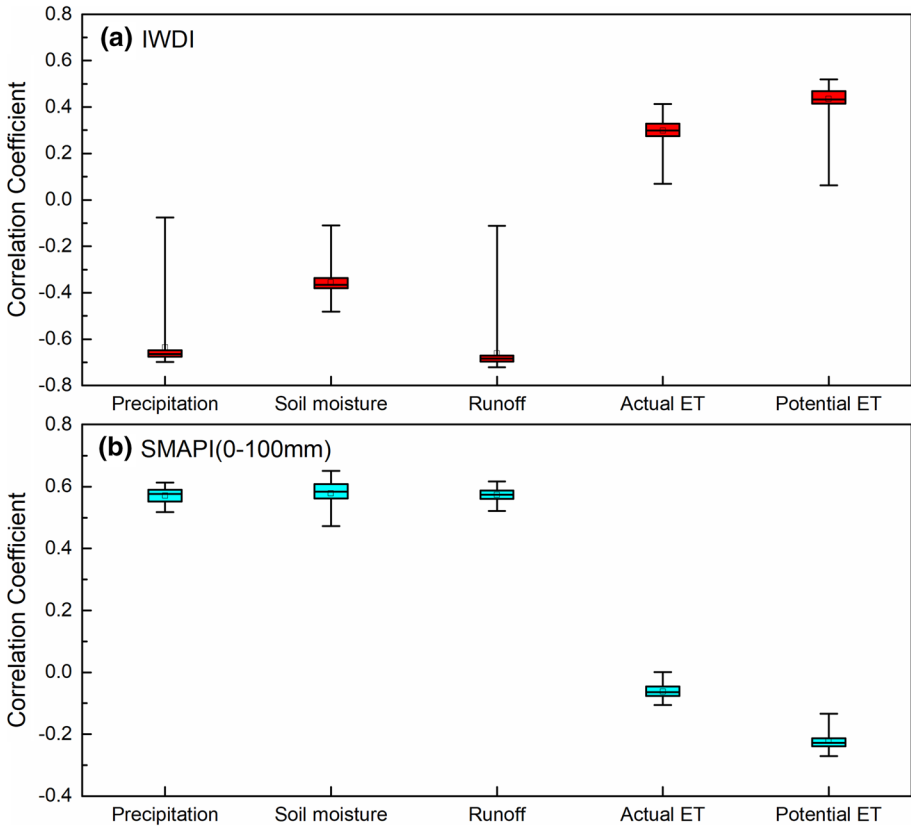 (a) IWDI
Correlation Coefficient
0.8
0.6
0.4
0.2
0.0
-0.2
-0.4
-0.6
-0.8
Precipitation Soil moisture Runoff Actual ET Potential ET
(b) SMAPI(0-100mm)
Correlation Coefficient
0.8
0.6
0.4
0.2
0.0
-0.2
-0.4
Precipitation Soil moisture Runoff Actual ET Potential ET